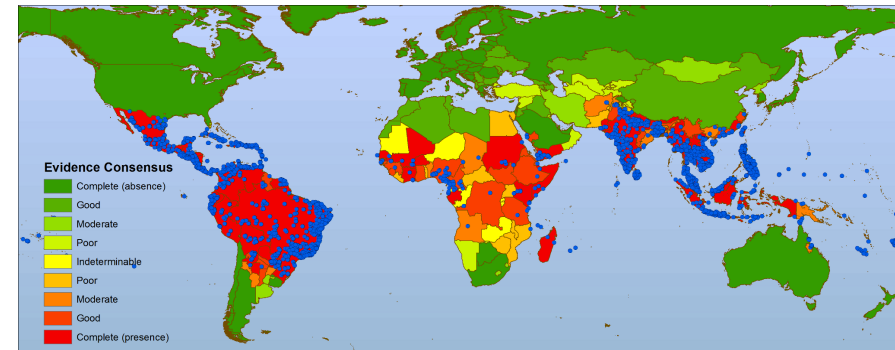 Evidence Consensus
Complete (absence)
Good
Moderate
Poor
Indeterminable
Poor
Moderate
Good
Complete (presence)